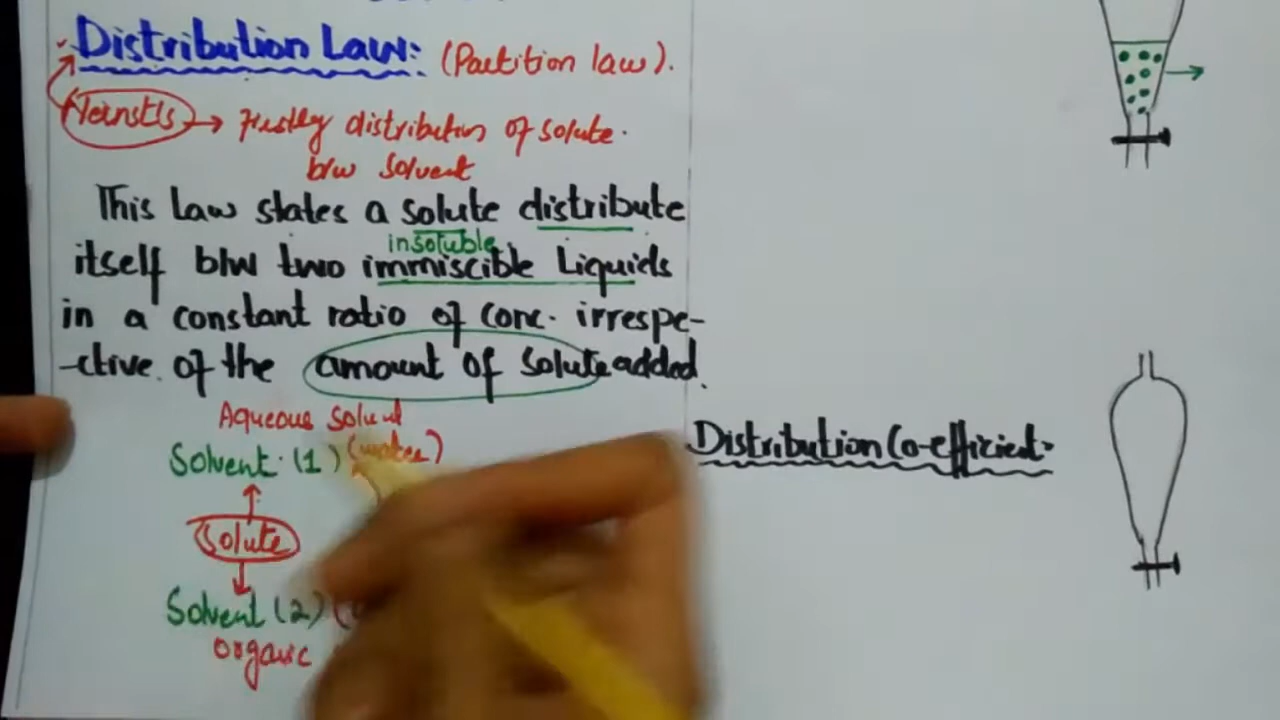 Distribution Law: (Partition law).
Nernst's → firstly distribution of solute.
b/w solvent
This Law states a solute distribute
insoluble
itself b/w two immiscible Liquids
in a constant ratio of conc. irrespe-
-ctive of the amount of solute added.
Aqueous solvent
Solvent (1) (water)
Solute
Solvent (2) (
organic
Distribution Co-efficient